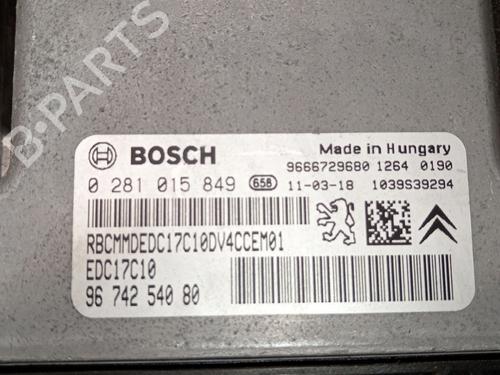 B-PARTS
BOSCH
Made in Hungary
9666729680 1264 0190
0 281 015 849 658 11-03-18 1039S39294
RBCMMDEDC17C10DV4CCEM01
EDC17C10
96 742 540 80